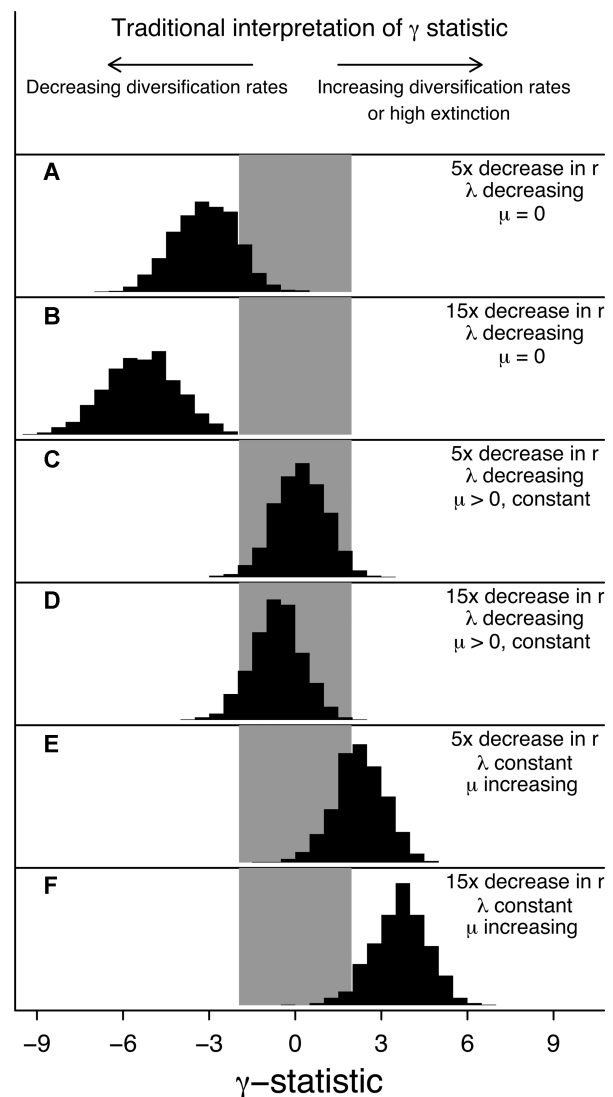 Traditional interpretation of γ statistic
Decreasing diversification rates
Increasing diversification rates
or high extinction
A
5x decrease in r
λ decreasing
μ = 0
B
15x decrease in r
λ decreasing
μ = 0
C
5x decrease in r
λ decreasing
μ > 0, constant
D
15x decrease in r
λ decreasing
μ > 0, constant
E
5x decrease in r
λ constant
μ increasing
F
15x decrease in r
λ constant
μ increasing
−9 −6 −3 0 3 6 9
γ−statistic